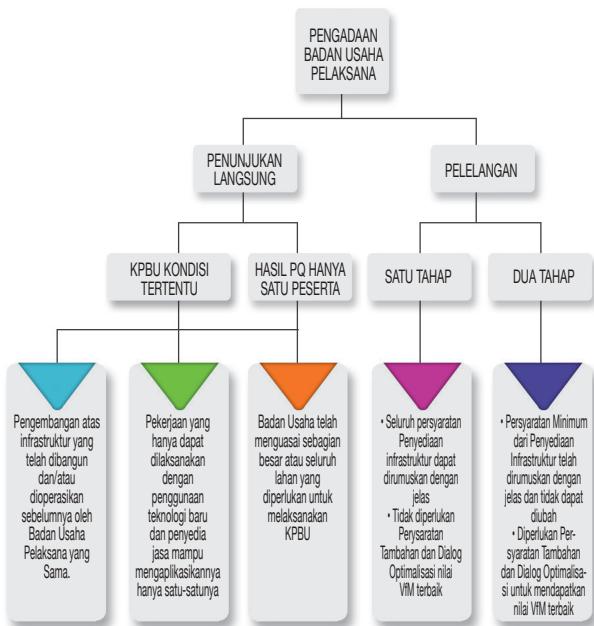 PENGADAAN
BADAN USAHA
PELAKSANA
PENUNJUKAN
LANGSUNG
PELELANGAN
KPBU KONDISI
TERTENTU
HASIL PQ HANYA
SATU PESERTA
SATU TAHAP
DUA TAHAP
Pengembangan atas
infrastruktur yang
telah dibangun
dan/atau
dioperasikan
sebelumnya oleh
Badan Usaha
Pelaksana yang
Sama.
Pekerjaan yang
hanya dapat
dilaksanakan
dengan
penggunaan
teknologi baru
dan penyedia
jasa mampu
mengaplikasikannya
hanya satu-satunya
Badan Usaha telah
menguasai sebagian
besar atau seluruh
lahan yang
diperlukan untuk
melaksanakan
KPBU
• Seluruh persyaratan
Penyediaan
infrastruktur dapat
dirumuskan dengan
jelas
• Tidak diperlukan
Perysaratan
Tambahan dan Dialog
Optimalisasi nilai
VfM terbaik
• Persyaratan Minimum
dari Penyediaan
Infrastruktur telah
dirumuskan dengan
jelas dan tidak dapat
diubah
• Diperlukan Per-
syaratan Tambahan
dan Dialog Optimalisa-
si untuk mendapatkan
nilai VfM terbaik